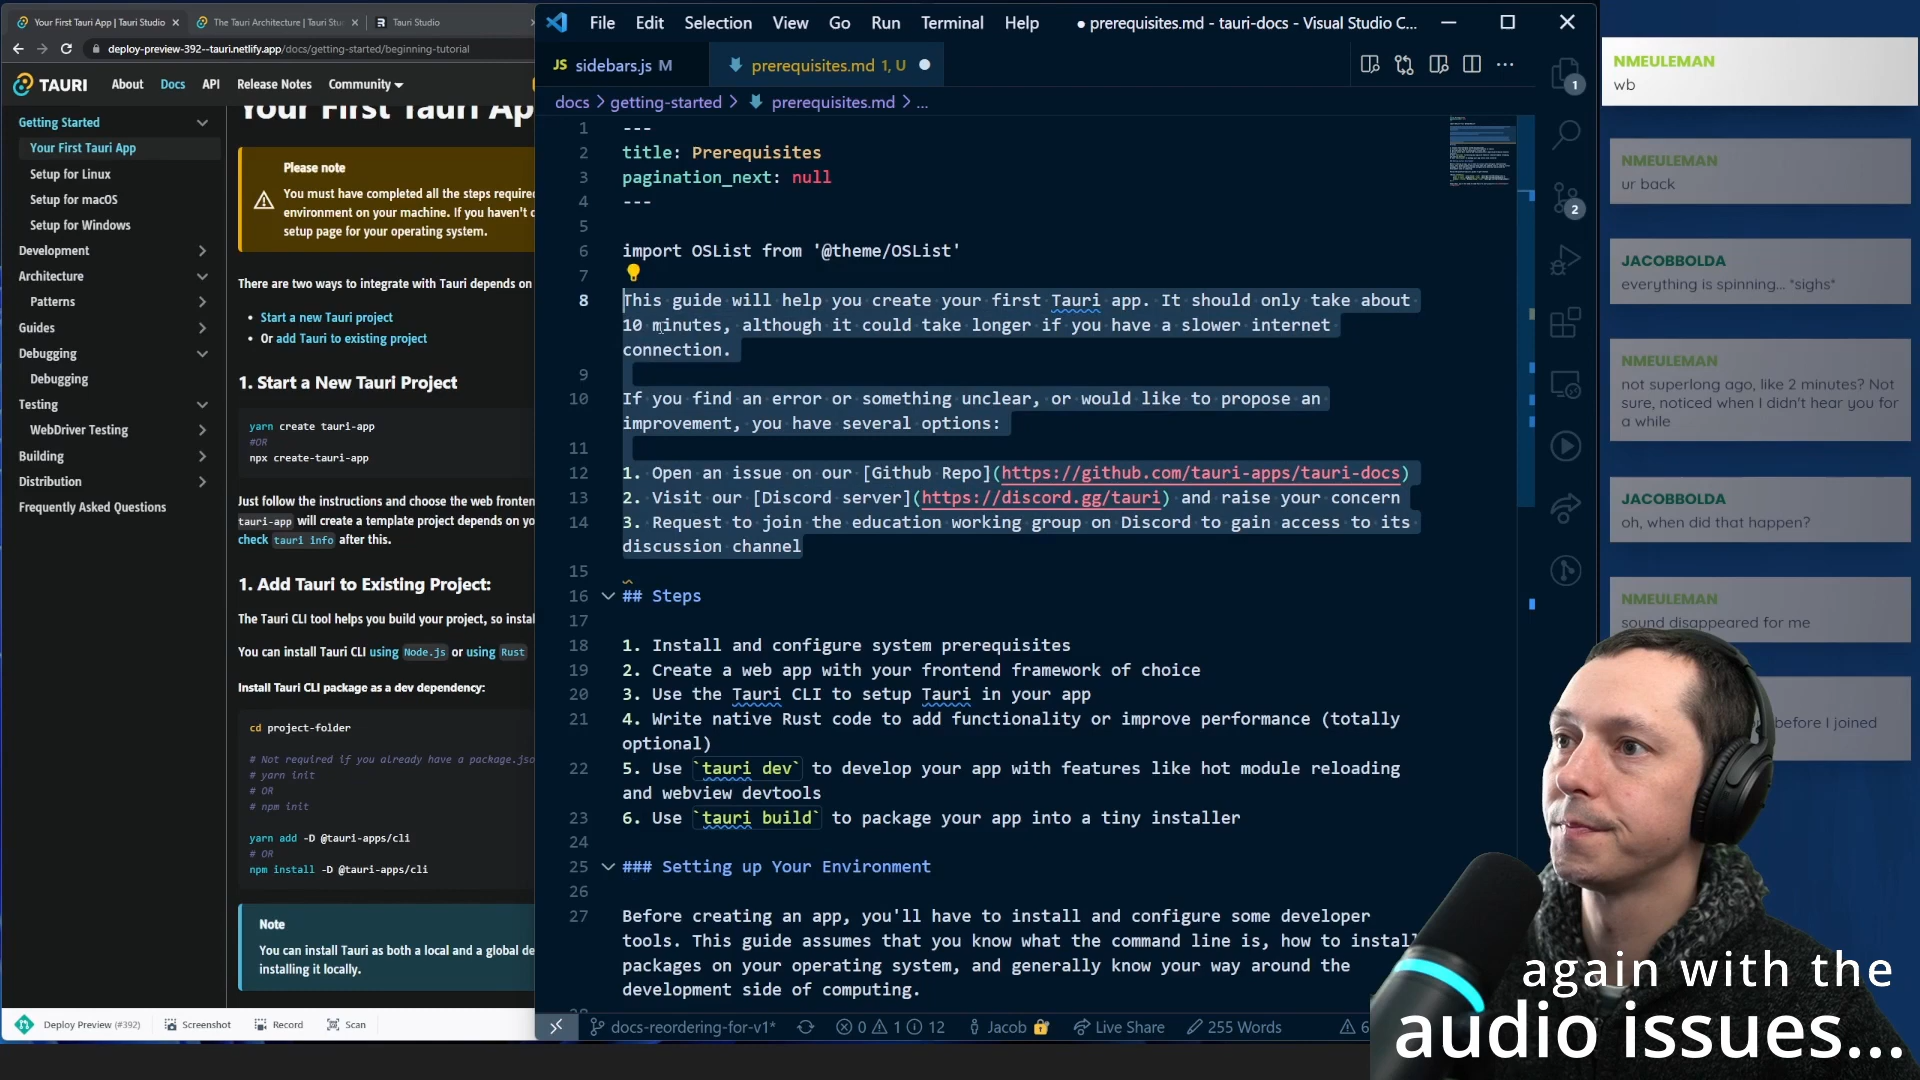 Your First Tauri App | Tauri Studio
The Tauri Architecture | Tauri Stu
Tauri Studio
deploy-preview-392--tauri.netlify.app/docs/getting-started/beginning-tutorial
TAURI
About
Docs
API
Release Notes
Community
Getting Started
Your First Tauri App
Setup for Linux
Setup for macOS
Setup for Windows
Development
Architecture
Patterns
Guides
Debugging
Debugging
Testing
WebDriver Testing
Building
Distribution
Frequently Asked Questions
Your First Tauri Ap
Please note
You must have completed all the steps required
environment on your machine. If you haven't c
setup page for your operating system.
There are two ways to integrate with Tauri depends on
• Start a new Tauri project
• Or add Tauri to existing project
1. Start a New Tauri Project
yarn create tauri-app
#OR
npx create-tauri-app
Just follow the instructions and choose the web fronten
tauri-app will create a template project depends on yo
check tauri info after this.
1. Add Tauri to Existing Project:
The Tauri CLI tool helps you build your project, so instal
You can install Tauri CLI using Node.js or using Rust
Install Tauri CLI package as a dev dependency:
cd project-folder
# Not required if you already have a package.jso
# yarn init
# OR
# npm init
yarn add -D @tauri-apps/cli
# OR
npm install -D @tauri-apps/cli
Note
You can install Tauri as both a local and a global de
installing it locally.
Deploy Preview (#392)
Screenshot
Record
Scan
File Edit Selection View Go Run Terminal Help
● prerequisites.md - tauri-docs - Visual Studio C...
JS sidebars.js M
prerequisites.md 1, U
docs > getting-started > prerequisites.md > ...
1 ---
2 title: Prerequisites
3 pagination_next: null
4 ---
5
6 import OSList from '@theme/OSList'
7
8 This guide will help you create your first Tauri app. It should only take about
10 minutes, although it could take longer if you have a slower internet
connection.
9
10 If you find an error or something unclear, or would like to propose an
improvement, you have several options:
11
12 1. Open an issue on our [Github Repo](https://github.com/tauri-apps/tauri-docs)
13 2. Visit our [Discord server](https://discord.gg/tauri) and raise your concern
14 3. Request to join the education working group on Discord to gain access to its
discussion channel
15
16 ## Steps
17
18 1. Install and configure system prerequisites
19 2. Create a web app with your frontend framework of choice
20 3. Use the Tauri CLI to setup Tauri in your app
21 4. Write native Rust code to add functionality or improve performance (totally
optional)
22 5. Use `tauri dev` to develop your app with features like hot module reloading
and webview devtools
23 6. Use `tauri build` to package your app into a tiny installer
24
25 ### Setting up Your Environment
26
27 Before creating an app, you'll have to install and configure some developer
tools. This guide assumes that you know what the command line is, how to install
packages on your operating system, and generally know your way around the
development side of computing.
docs-reordering-for-v1*
0 1 12
Jacob
Live Share
255 Words
6
1
2
NMEULEMAN
wb
NMEULEMAN
ur back
JACOBBOLDA
everything is spinning... *sighs*
NMEULEMAN
not superlong ago, like 2 minutes? Not
sure, noticed when I didn't hear you for
a while
JACOBBOLDA
oh, when did that happen?
NMEULEMAN
sound disappeared for me
before I joined
again with the
audio issues...